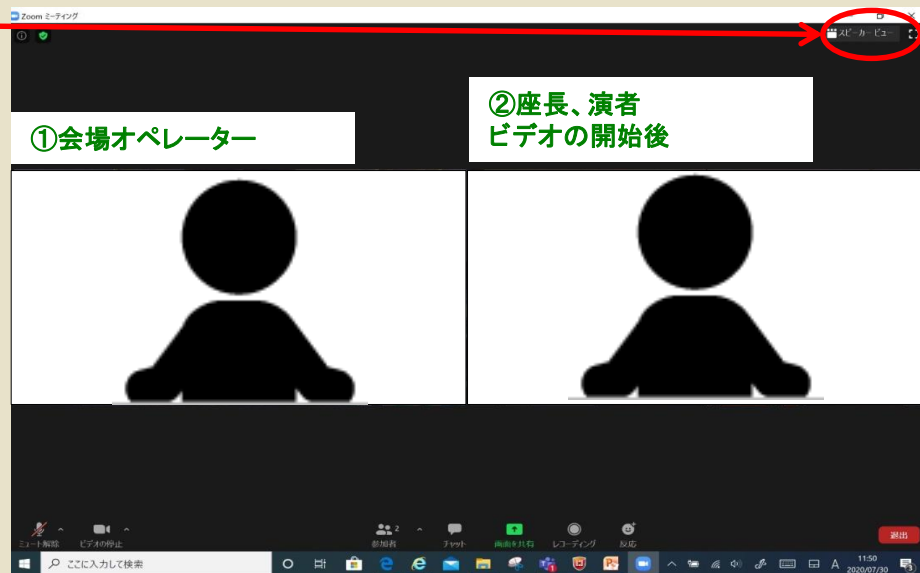 Zoom ミーティング
スピーカー ビュー
①会場オペレーター
②座長、演者
ビデオの開始後
ミュート解除
ビデオの停止
2
参加者
チャット
画面を共有
レコーディング
反応
退出
ここに入力して検索
A
11:50
2020/07/30